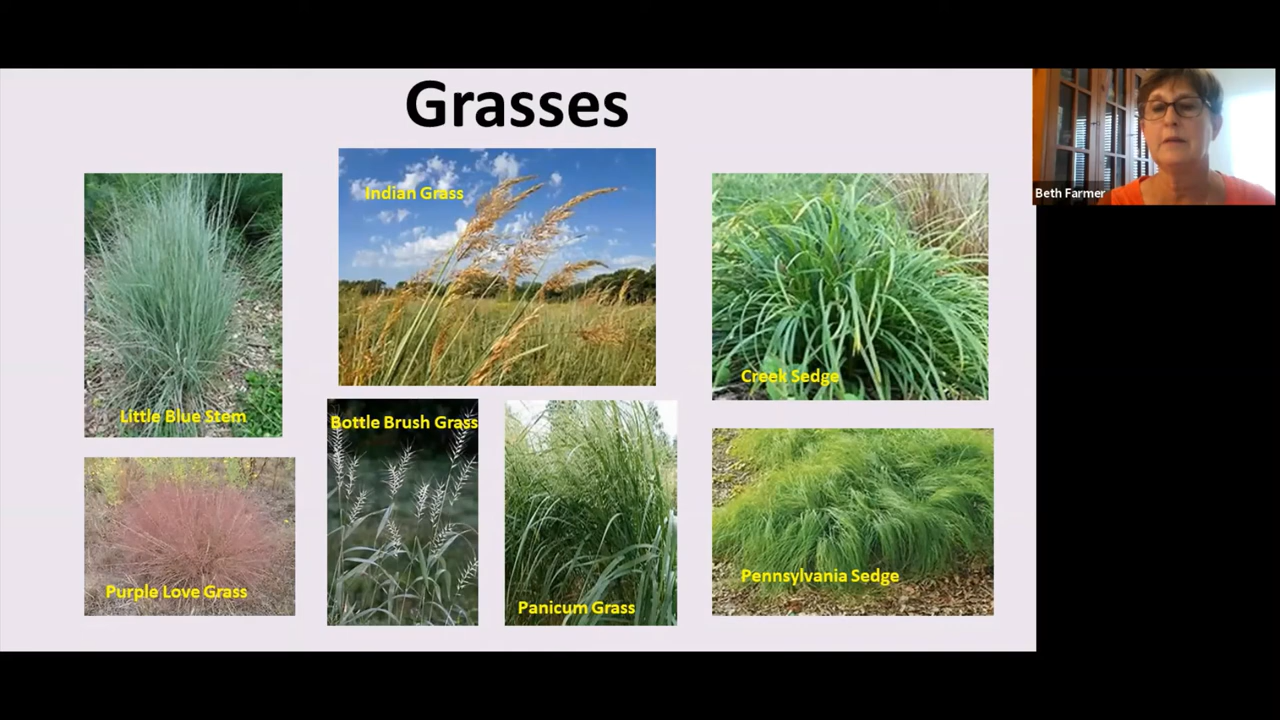 Grasses
Indian Grass
Little Blue Stem
Creek Sedge
Bottle Brush Grass
Purple Love Grass
Panicum Grass
Pennsylvania Sedge
Beth Farmer